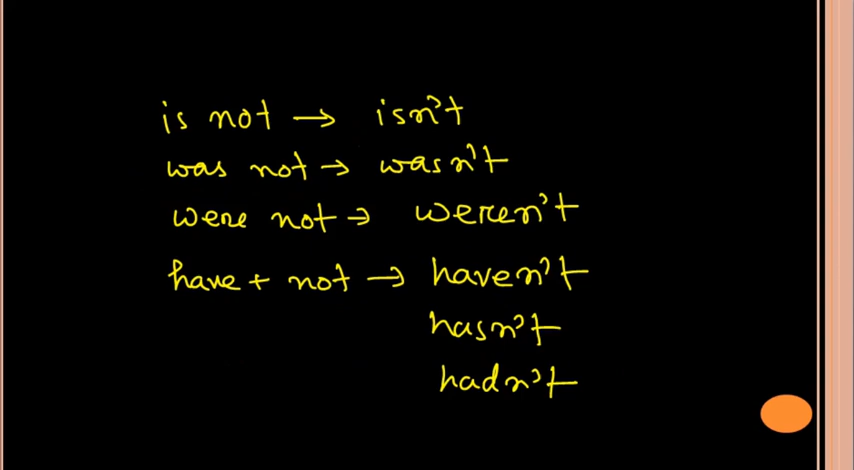 is not → isn't
was not → wasn't
were not → weren't
have + not → haven't
hasn't
hadn't